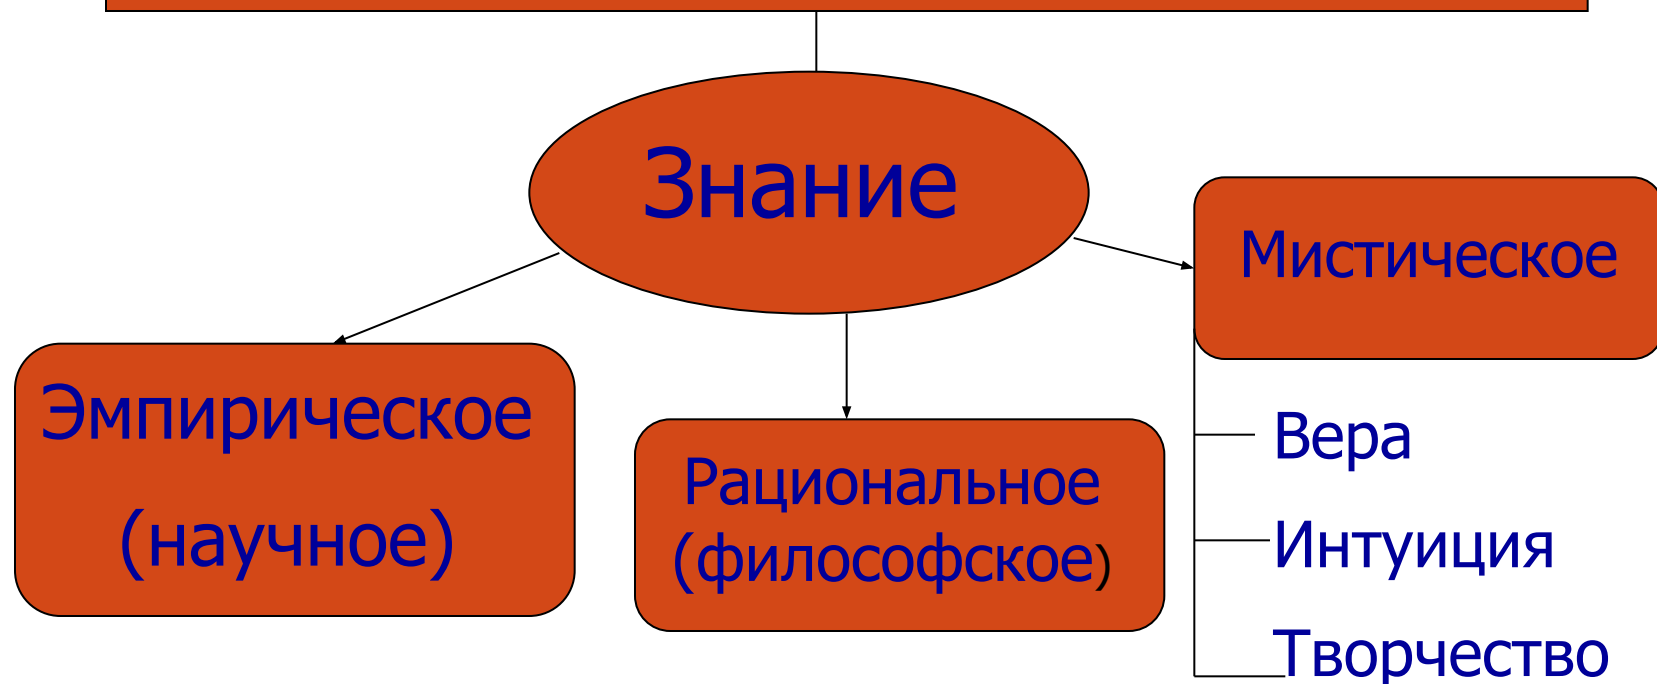 Знание
Мистическое
Эмпирическое
(научное)
Рациональное
(философское)
Вера
Интуиция
Творчество